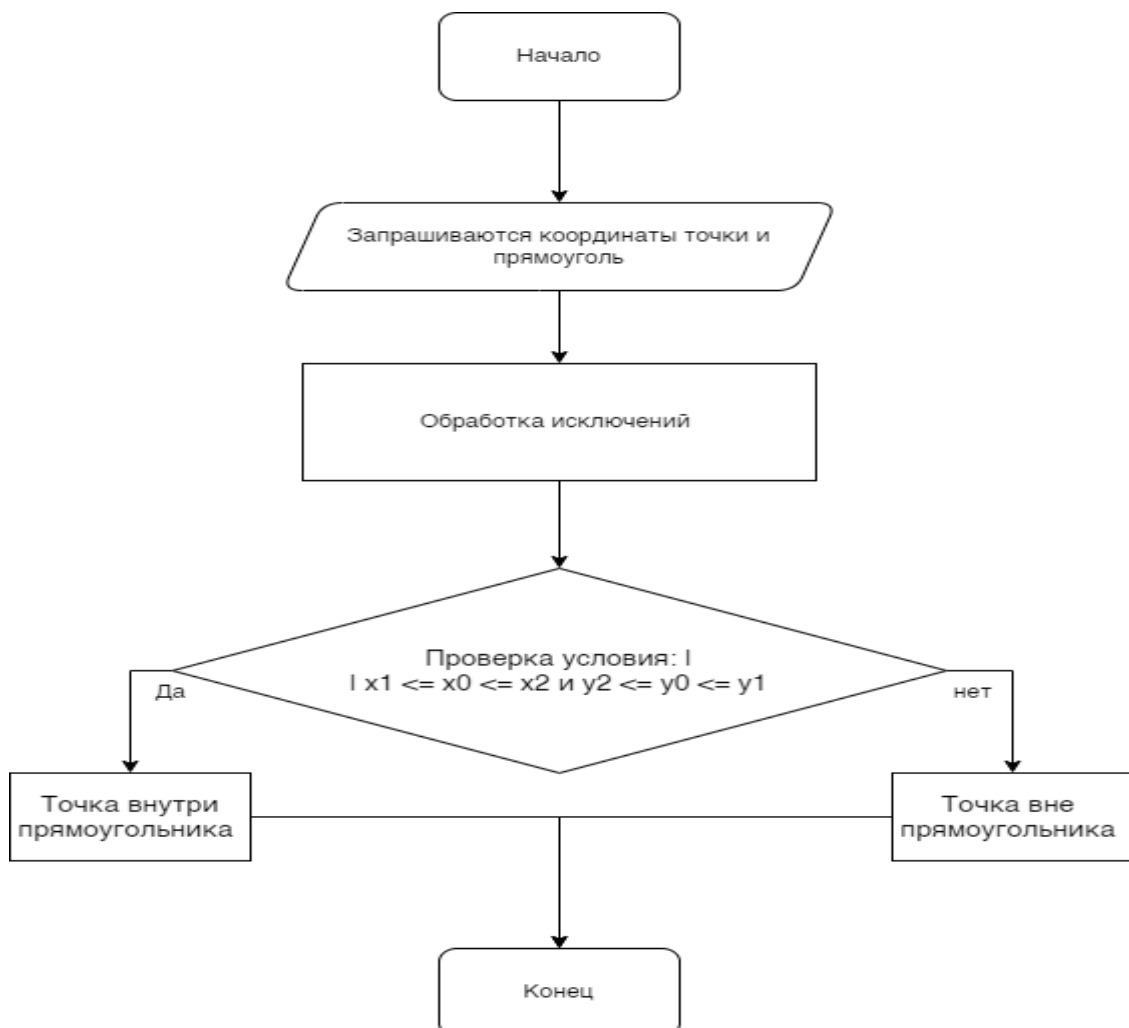 Начало
Запрашиваются координаты точки и
прямоуголь
Обработка исключений
Проверка условия: |
| x1 <= x0 <= x2 и y2 <= y0 <= y1
Да
нет
Точка внутри
прямоугольника
Точка вне
прямоугольника
Конец